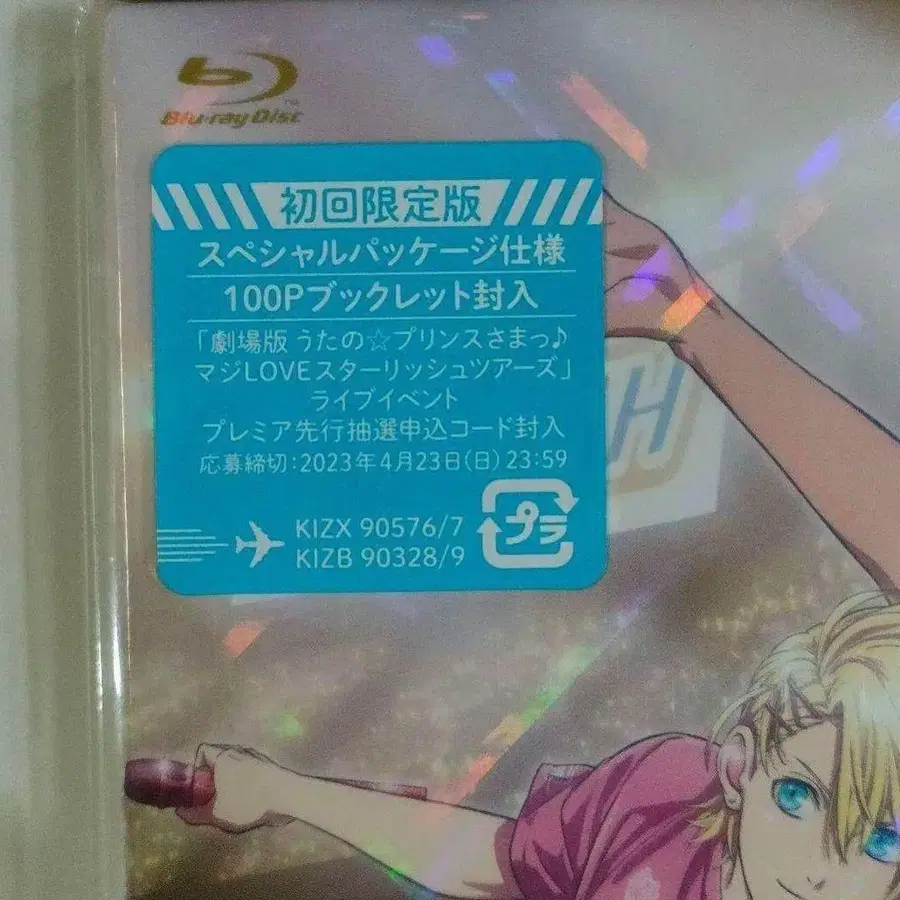 Blu-ray Disc
初回限定版
スペシャルパッケージ仕様
100Pブックレット封入
「劇場版 うたの☆プリンスさまっ♪
マジLOVEスターリッシュツアーズ」
ライブイベント
プレミア先行抽選申込コード封入
応募締切:2023年4月23日(日)23:59
KIZX 90576/7
KIZB 90328/9
プラ
H